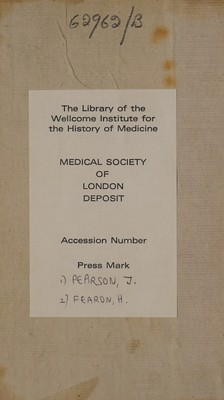 62962/B
The Library of the
Wellcome Institute for
the History of Medicine
MEDICAL SOCIETY
OF
LONDON
DEPOSIT
Accession Number
Press Mark
1) PEARSON, J.
2) FEARON, H.